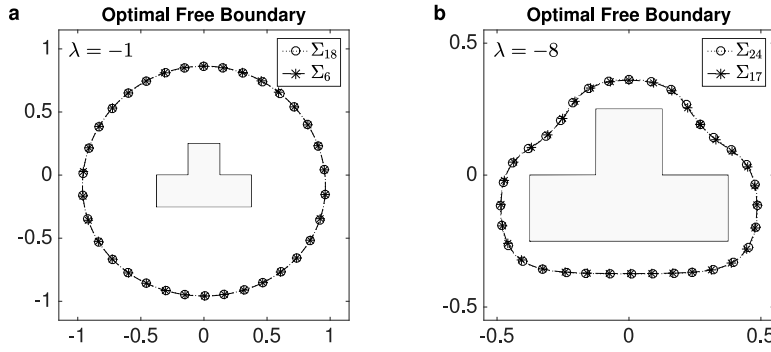 a
Optimal Free Boundary
λ = −1
Σ18
Σ6
1
0.5
0
-0.5
-1
-1 -0.5 0 0.5 1
b
Optimal Free Boundary
λ = −8
Σ24
Σ17
0.5
0
-0.5
-0.5 0 0.5